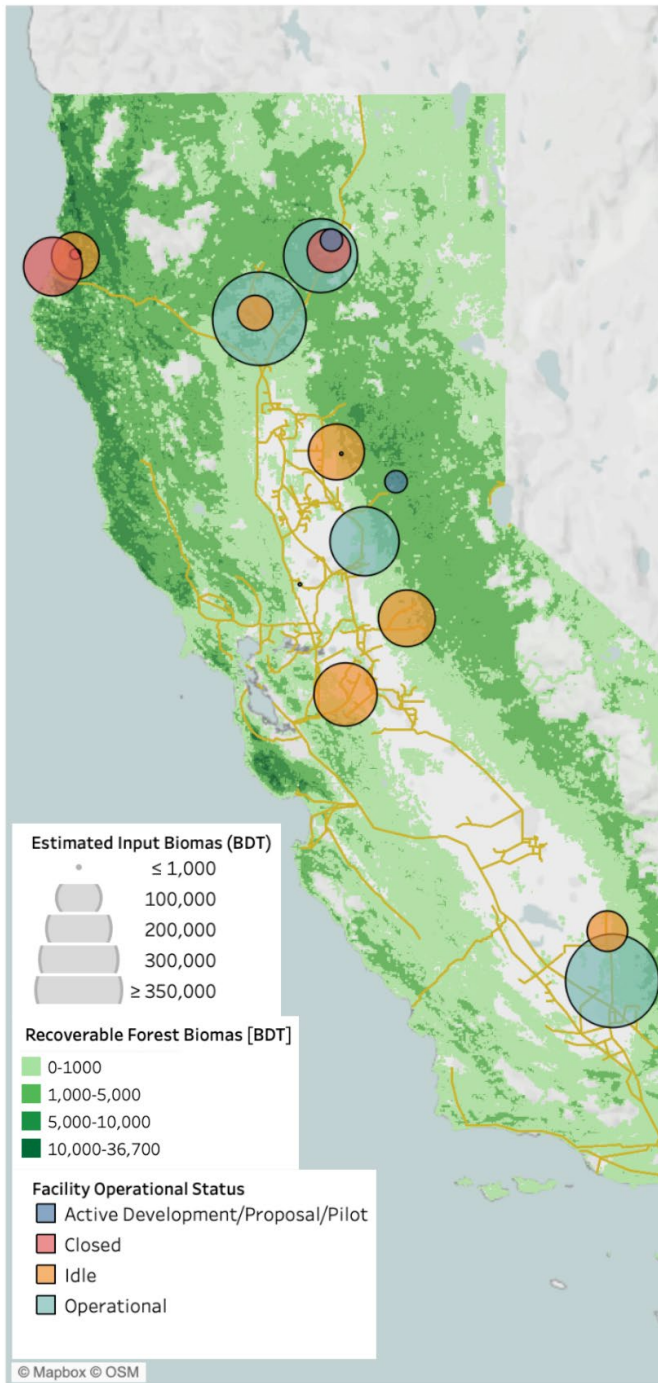 Estimated Input Biomas (BDT)
≤ 1,000
100,000
200,000
300,000
≥ 350,000
Recoverable Forest Biomas [BDT]
0-1000
1,000-5,000
5,000-10,000
10,000-36,700
Facility Operational Status
Active Development/Proposal/Pilot
Closed
Idle
Operational
© Mapbox © OSM